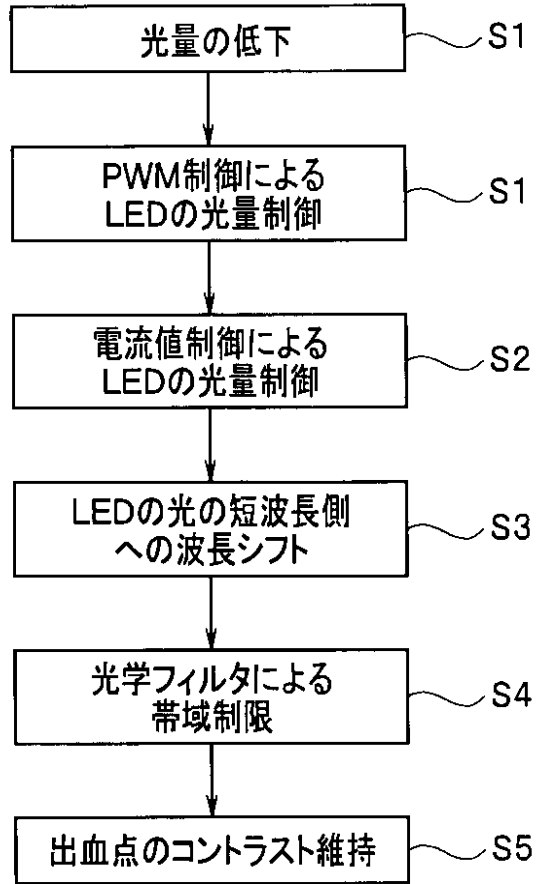 光量の低下
S1
PWM制御による
LEDの光量制御
S1
電流値制御による
LEDの光量制御
S2
LEDの光の短波長側
への波長シフト
S3
光学フィルタによる
帯域制限
S4
出血点のコントラスト維持
S5